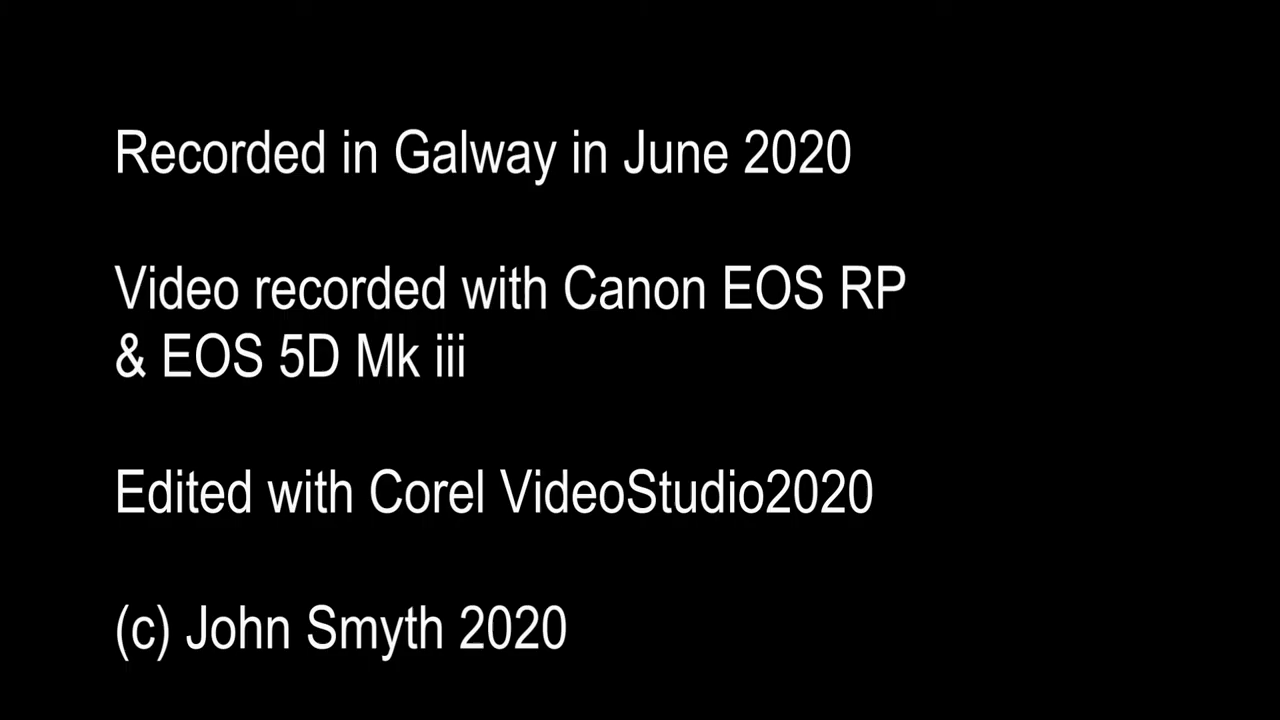 Recorded in Galway in June 2020
Video recorded with Canon EOS RP
& EOS 5D Mk iii
Edited with Corel VideoStudio2020
(c) John Smyth 2020